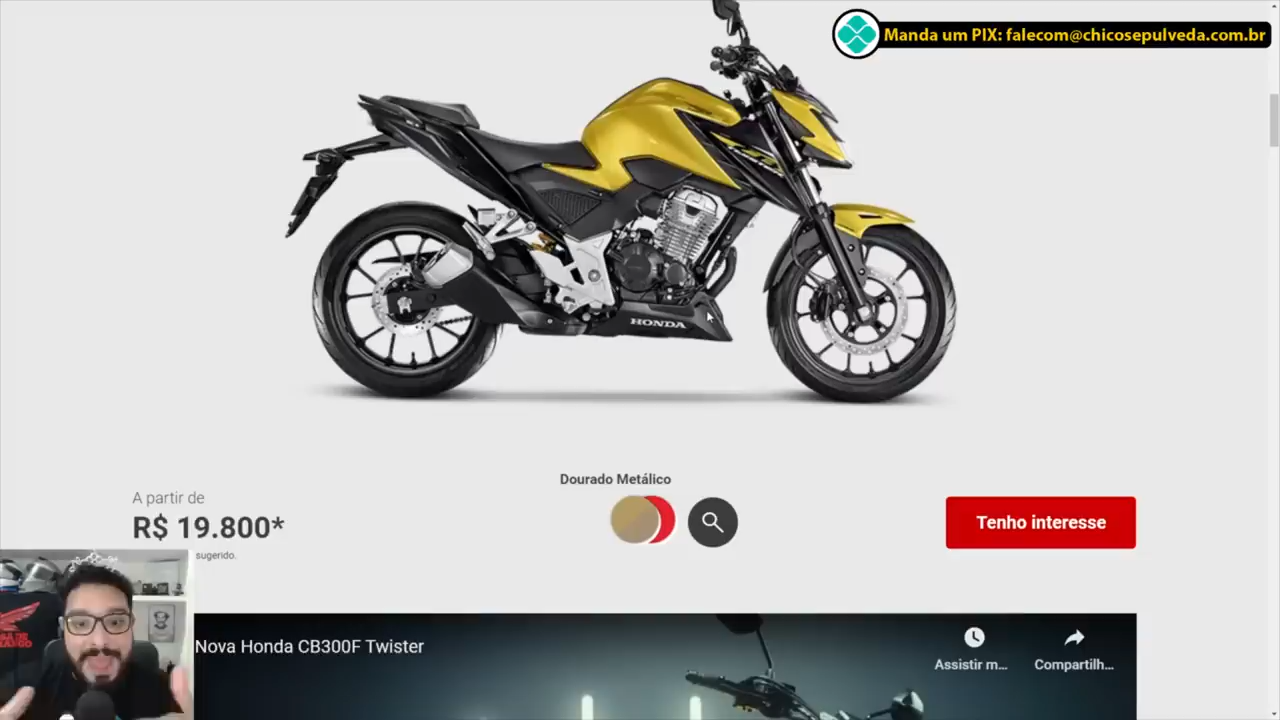 Manda um PIX: falecom@chicosepulveda.com.br
HONDA
Dourado Metálico
A partir de
R$ 19.800*
sugerido.
Tenho interesse
Nova Honda CB300F Twister
Assistir m...
Compartilh...